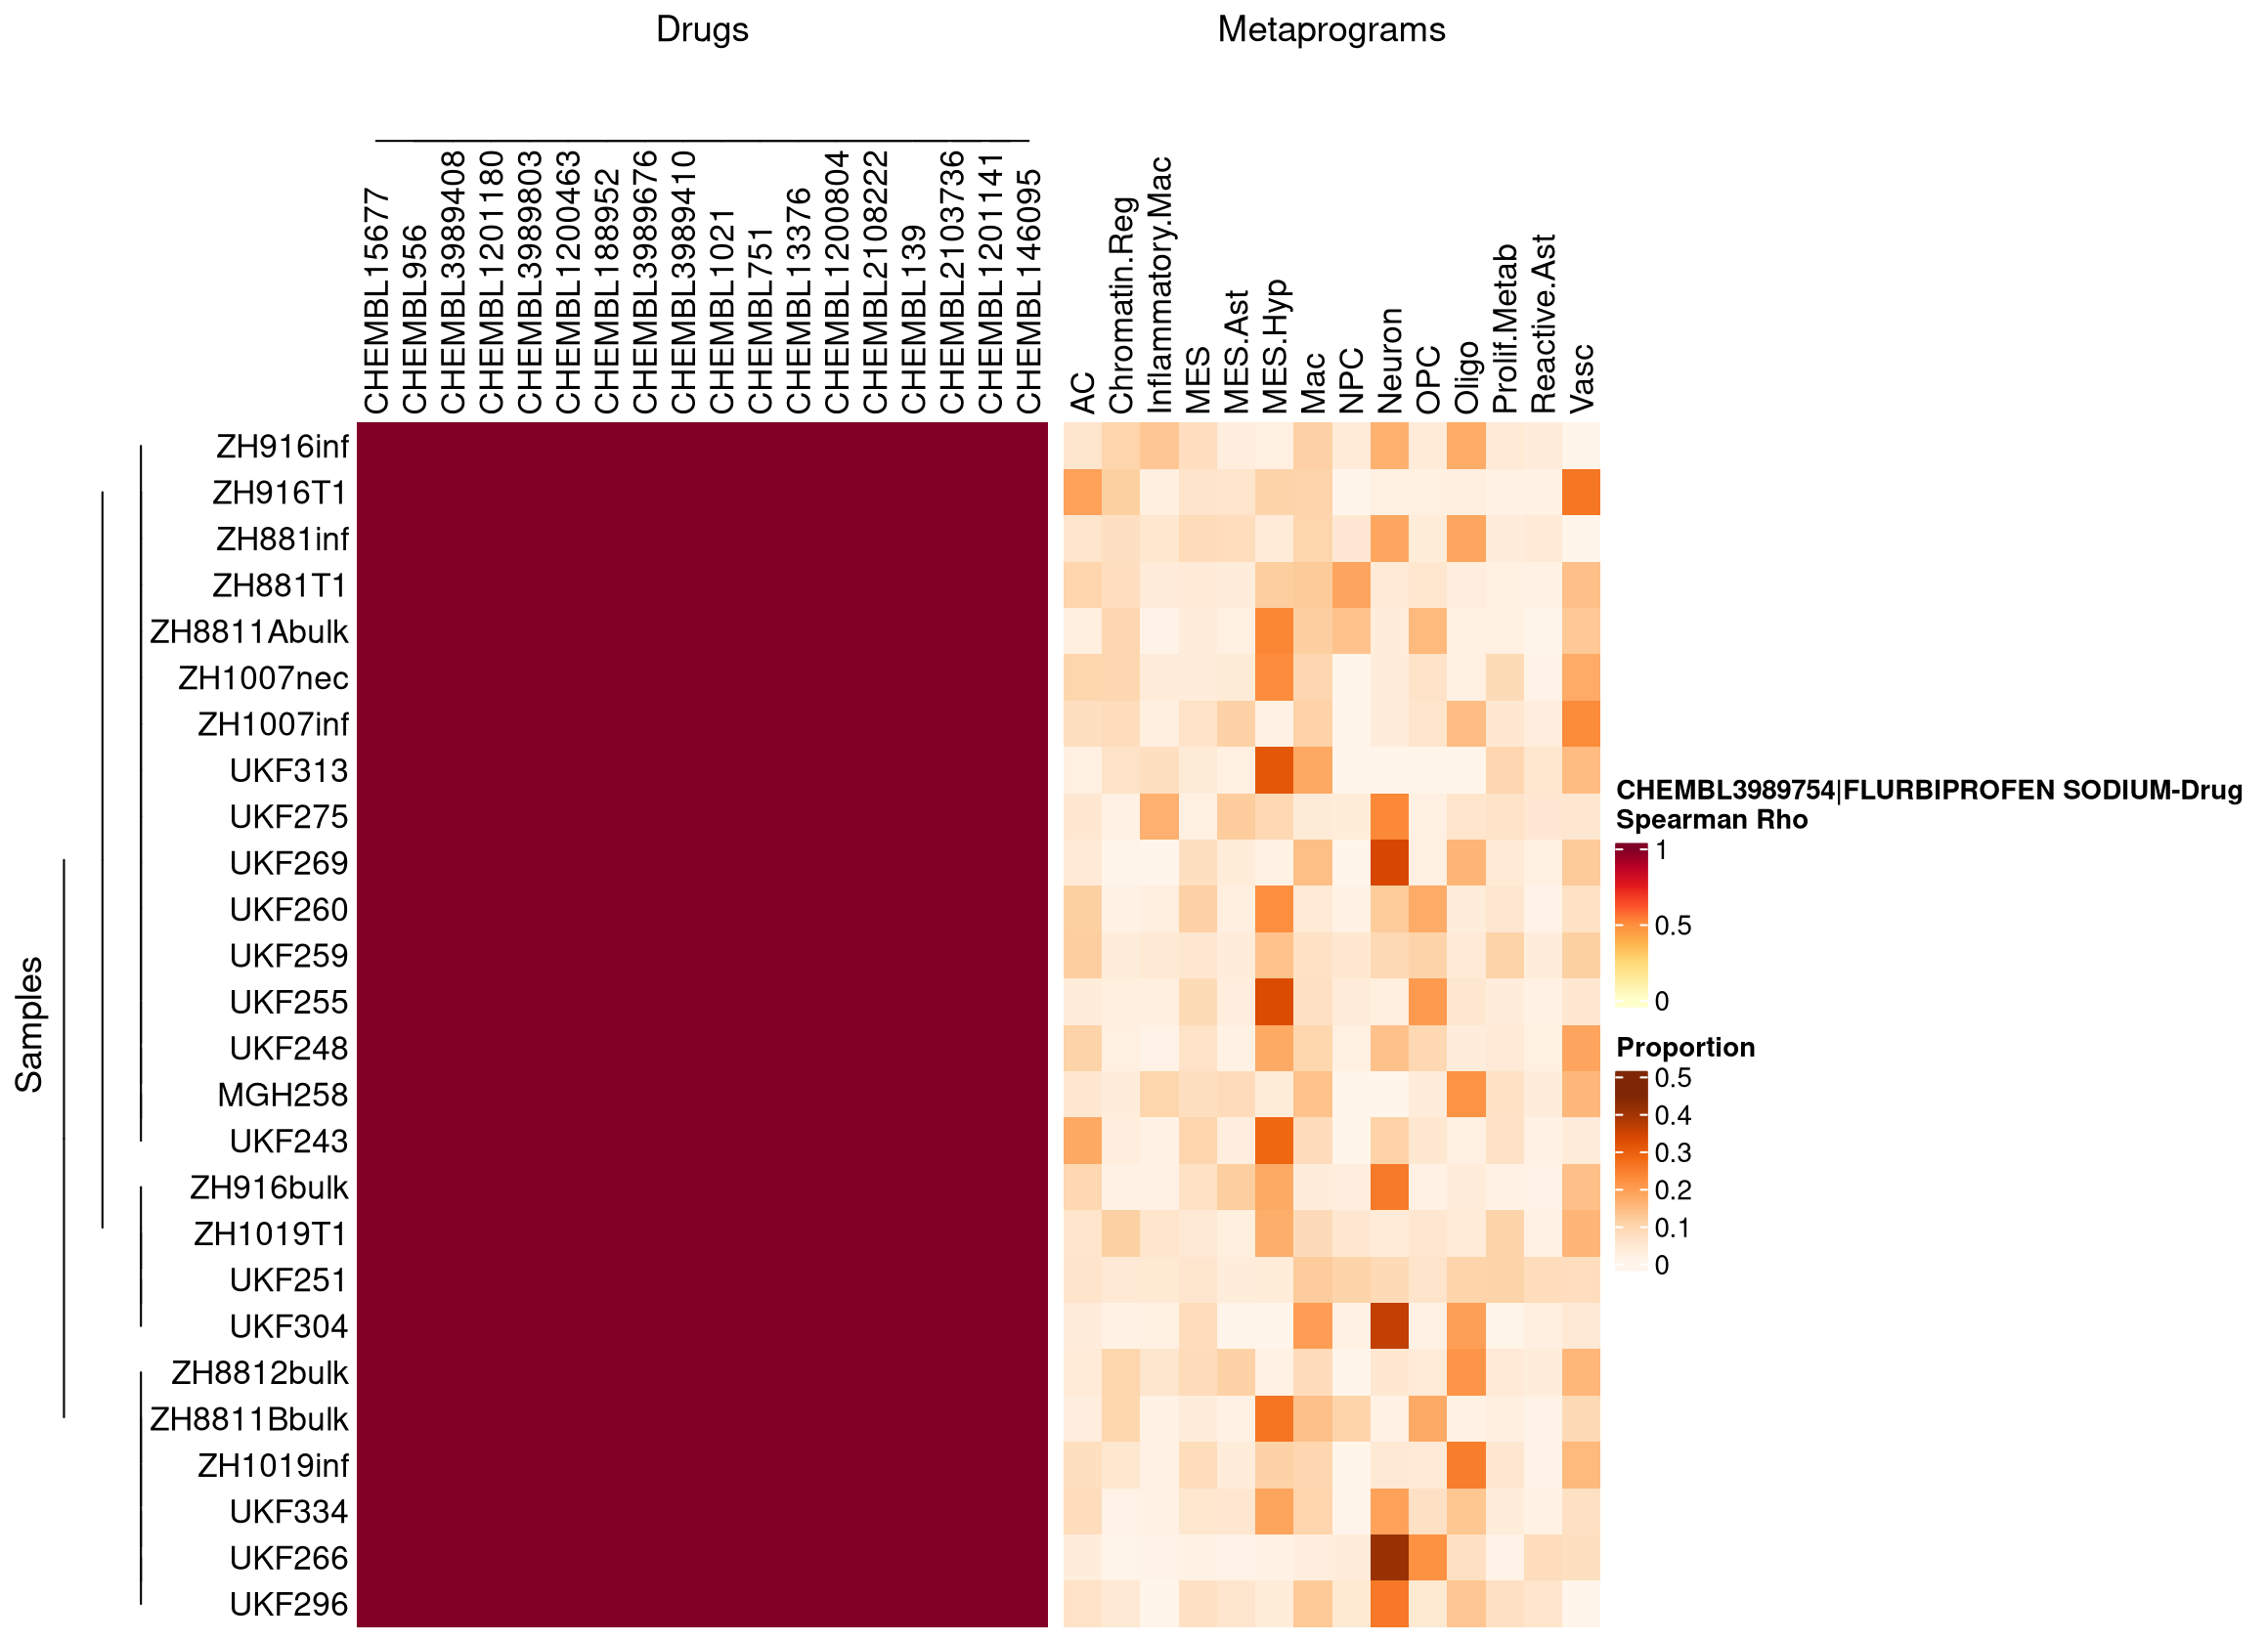 Drugs
Metaprograms
CHEMBL15677
CHEMBL956
CHEMBL3989408
CHEMBL1201180
CHEMBL3989803
CHEMBL1200463
CHEMBL188952
CHEMBL3989676
CHEMBL3989410
CHEMBL1021
CHEMBL751
CHEMBL13376
CHEMBL1200804
CHEMBL2108222
CHEMBL139
CHEMBL2103736
CHEMBL1201141
CHEMBL146095
AC
Chromatin.Reg
Inflammatory.Mac
MES
MES.Ast
MES.Hyp
Mac
NPC
Neuron
OPC
Oligo
Prolif.Metab
Reactive.Ast
Vasc
Samples
ZH916inf
ZH916T1
ZH881inf
ZH881T1
ZH8811Abulk
ZH1007nec
ZH1007inf
UKF313
UKF275
UKF269
UKF260
UKF259
UKF255
UKF248
MGH258
UKF243
ZH916bulk
ZH1019T1
UKF251
UKF304
ZH8812bulk
ZH8811Bbulk
ZH1019inf
UKF334
UKF266
UKF296
CHEMBL3989754|FLURBIPROFEN SODIUM-Drug
Spearman Rho
1
0.5
0
Proportion
0.5
0.4
0.3
0.2
0.1
0